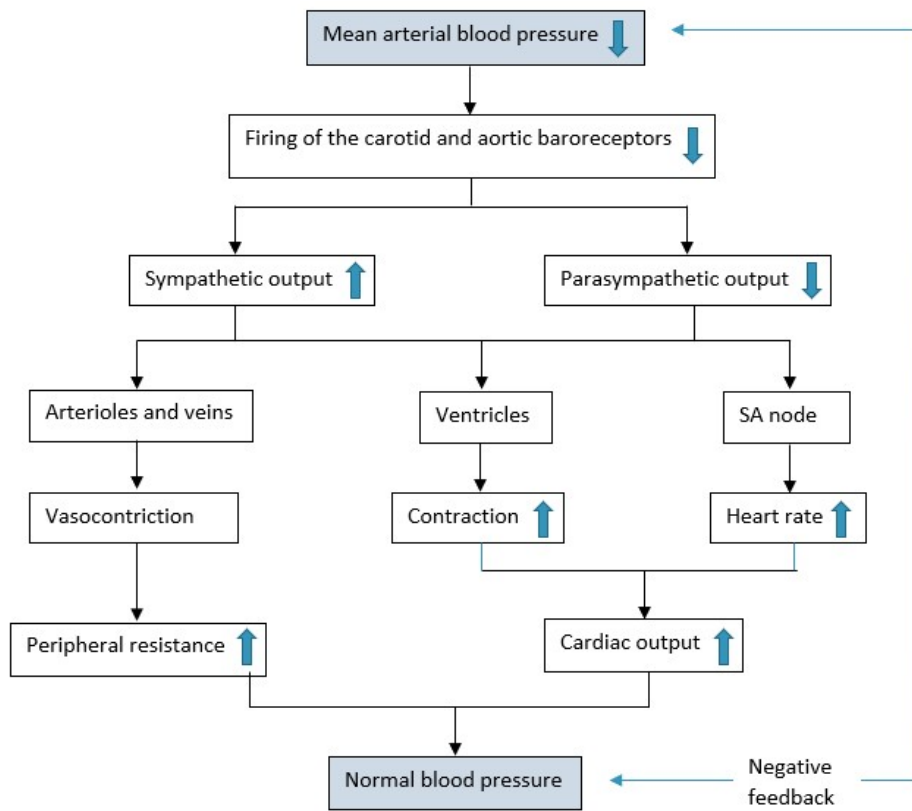 Mean arterial blood pressure
Firing of the carotid and aortic baroreceptors
Sympathetic output
Parasympathetic output
Arterioles and veins
Ventricles
SA node
Vasocontriction
Contraction
Heart rate
Peripheral resistance
Cardiac output
Normal blood pressure
Negative
feedback